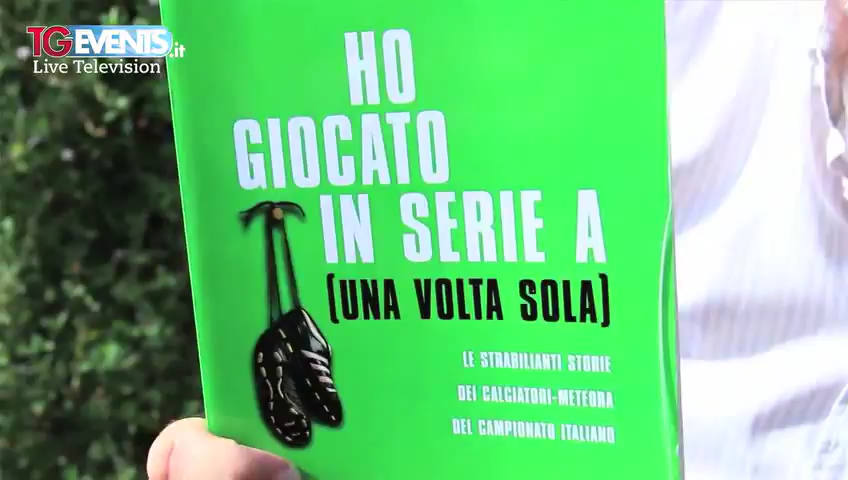 TGEVENTS.it
Live Television
HO
GIOCATO
IN SERIE A
(UNA VOLTA SOLA)
LE STRABILIANTI STORIE
DEI CALCIATORI-METEORA
DEL CAMPIONATO ITALIANO